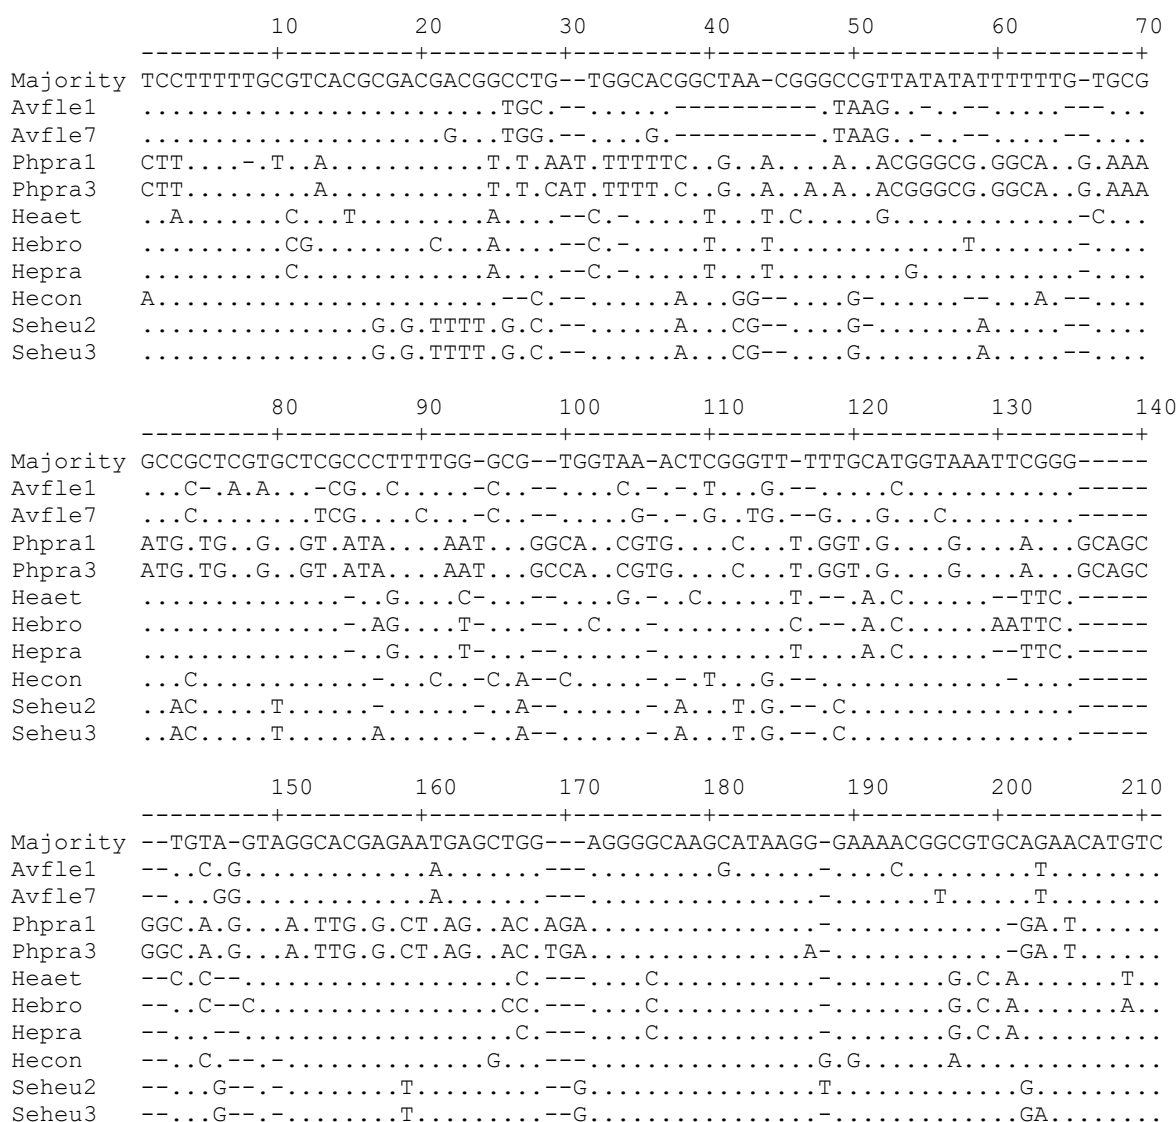 10 20 30 40 50 60 70
---------+---------+---------+---------+---------+---------+---------+
Majority TCCTTTTTGCGTCACGCGACGACGGCCTG--TGGCACGGCTAA-CGGGCCGTTATATATTTTTTG-TGCG
Avfle1 .........................TGC.--......----------.TAAG..-..--.....---...
Avfle7 .....................G...TGG.--....G.----------.TAAG..-..--.....--....
Phpra1 CTT....-.T..A...........T.T.AAT.TTTTTC..G..A....A..ACGGGCG.GGCA..G.AAA
Phpra3 CTT.........A...........T.T.CAT.TTTT.C..G..A..A.A..ACGGGCG.GGCA..G.AAA
Heaet ..A.......C...T.........A....--C.-.....T...T.C.....G.............-C...
Hebro ..........CG........C...A....--C.-.....T...T.............T.......-....
Hepra ..........C.............A....--C.-.....T...T.........G...........-....
Hecon A........................--C.--......A...GG--....G-......--...A.--....
Seheu2 ................G.G.TTTT.G.C.--......A...CG--....G-.......A.....--....
Seheu3 ................G.G.TTTT.G.C.--......A...CG--....G........A.....--....
80 90 100 110 120 130 140
---------+---------+---------+---------+---------+---------+---------+
Majority GCCGCTCGTGCTCGCCCTTTTGG-GCG--TGGTAA-ACTCGGGTT-TTTGCATGGTAAATTCGGG-----
Avfle1 ...C-.A.A...-CG..C.....-C..--....C.-.-.T...G.--.....C............-----
Avfle7 ...C........TCG....C...-C..--.....G-.-.G..TG.--G...G...C.........-----
Phpra1 ATG.TG..G..GT.ATA....AAT...GGCA..CGTG....C...T.GGT.G....G....A...GCAGC
Phpra3 ATG.TG..G..GT.ATA....AAT...GCCA..CGTG....C...T.GGT.G....G....A...GCAGC
Heaet ..............-..G....C-...--....G.-..C......T.--.A.C......--TTC.-----
Hebro ..............-.AG....T-...--.C...-.........C.--.A.C......AATTC.-----
Hepra ..............-..G....T-...--......-.........T....A.C......--TTC.-----
Hecon ...C............-...C..-C.A--C.....-.-.T...G.--.............-....-----
Seheu2 ..AC.....T......-......-..A--......-.A...T.G.--.C................-----
Seheu3 ..AC.....T......A......-..A--......-.A...T.G.--.C................-----
150 160 170 180 190 200 210
---------+---------+---------+---------+---------+---------+---------+-
Majority --TGTA-GTAGGCACGAGAATGAGCTGG---AGGGGCAAGCATAAGG-GAAAACGGCGTGCAGAACATGTC
Avfle1 --..C.G.............A.......---.........G......-....C.........T........
Avfle7 --...GG.............A.......---................-.......T......T........
Phpra1 GGC.A.G...A.TTG.G.CT.AG..AC.AGA................-............-GA.T......
Phpra3 GGC.A.G...A.TTG.G.CT.AG..AC.TGA...............A-............-GA.T......
Heaet --C.C--...................C.---....C...........-........G.C.A.......T..
Hebro --..C--C.................CC.---....C...........-........G.C.A.......A..
Hepra --...--...................C.---....C...........-........G.C.A..........
Hecon --..C.--.-..............G...---................G.G......A..............
Seheu2 --...G--.-........T.........--G................T.............G........
Seheu3 --...G--.-........T.........--G................-.............GA........